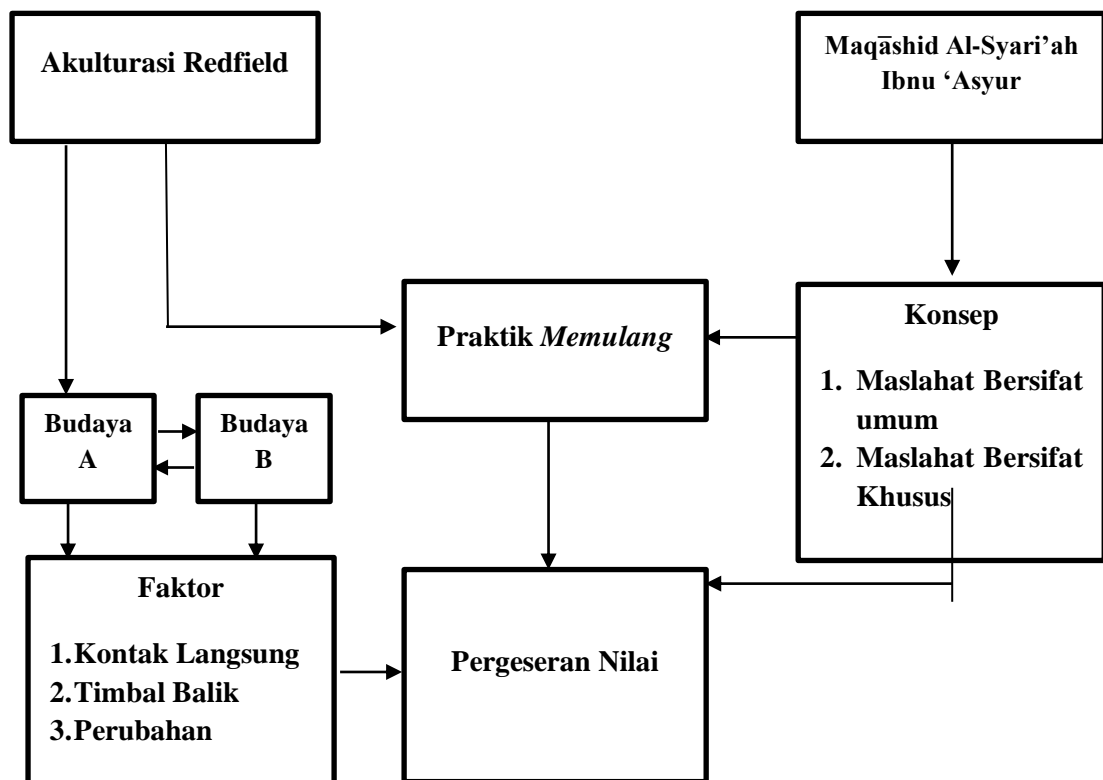 Akulturasi Redfield
Maqāshid Al-Syari’ah
Ibnu ‘Asyur
Praktik Memulang
Konsep
1. Maslahat Bersifat
umum
2. Maslahat Bersifat
Khusus
Budaya
A
Budaya
B
Faktor
1.Kontak Langsung
2.Timbal Balik
3.Perubahan
Pergeseran Nilai